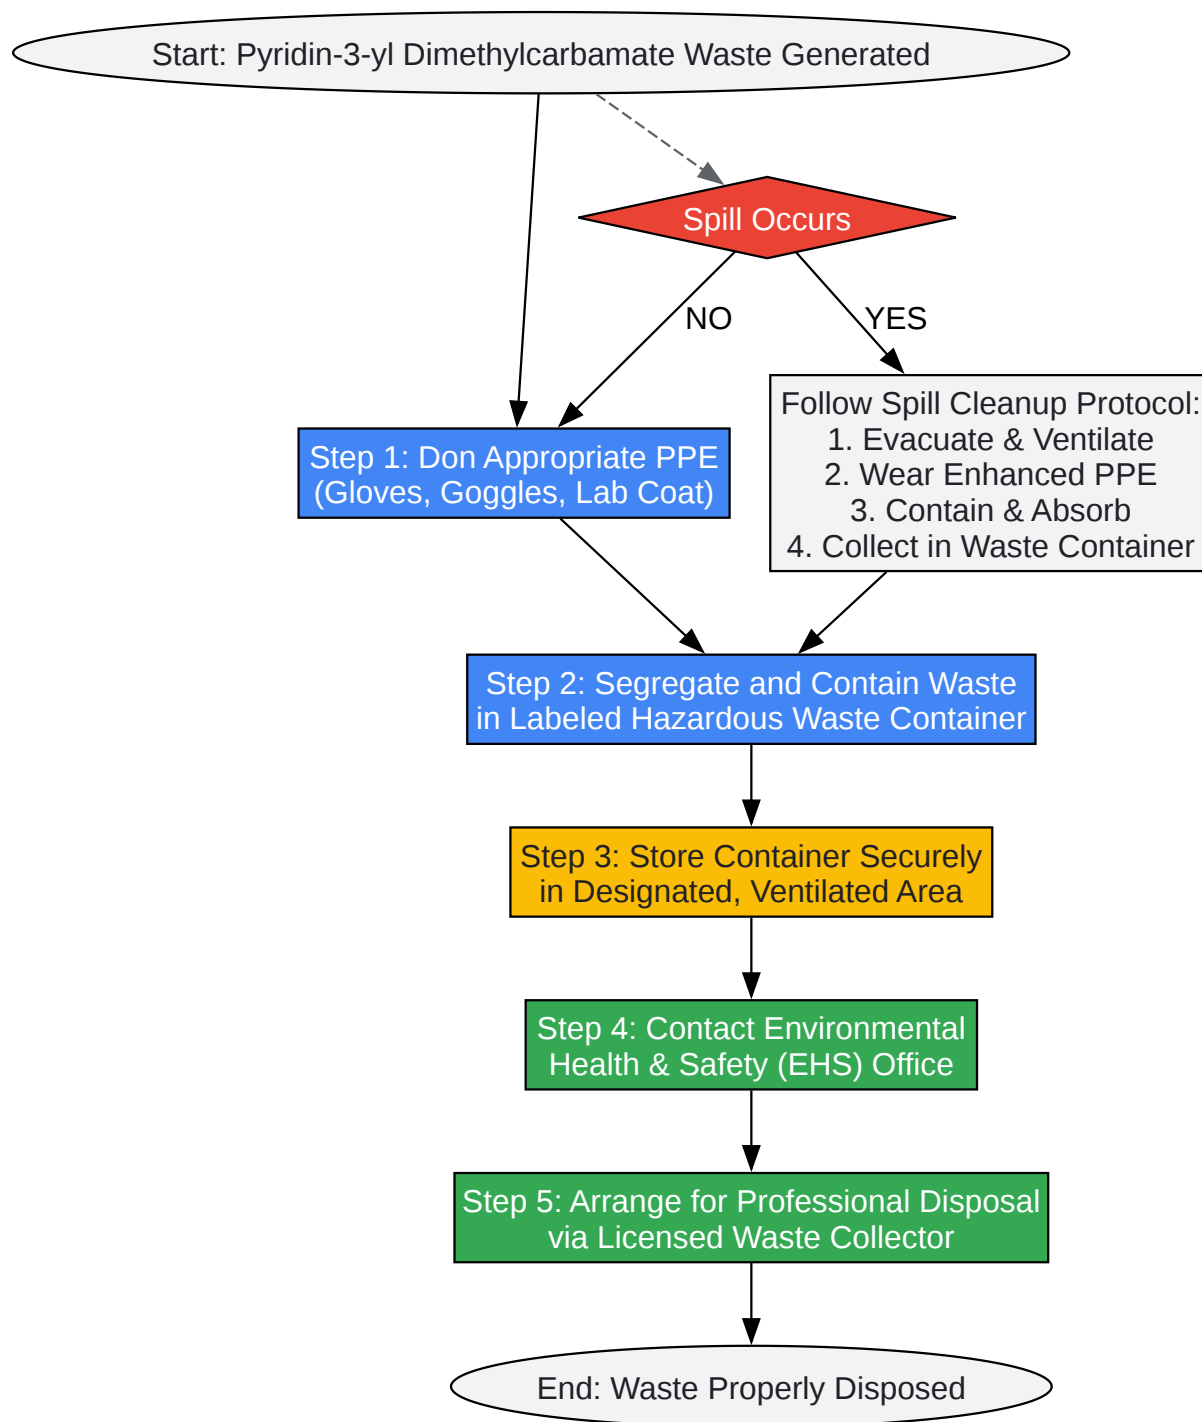 Start: Pyridin-3-yl Dimethylcarbamate Waste Generated
Spill Occurs
NO
YES
Follow Spill Cleanup Protocol:
1. Evacuate & Ventilate
2. Wear Enhanced PPE
3. Contain & Absorb
4. Collect in Waste Container
Step 1: Don Appropriate PPE
(Gloves, Goggles, Lab Coat)
Step 2: Segregate and Contain Waste
in Labeled Hazardous Waste Container
Step 3: Store Container Securely
in Designated, Ventilated Area
Step 4: Contact Environmental
Health & Safety (EHS) Office
Step 5: Arrange for Professional Disposal
via Licensed Waste Collector
End: Waste Properly Disposed